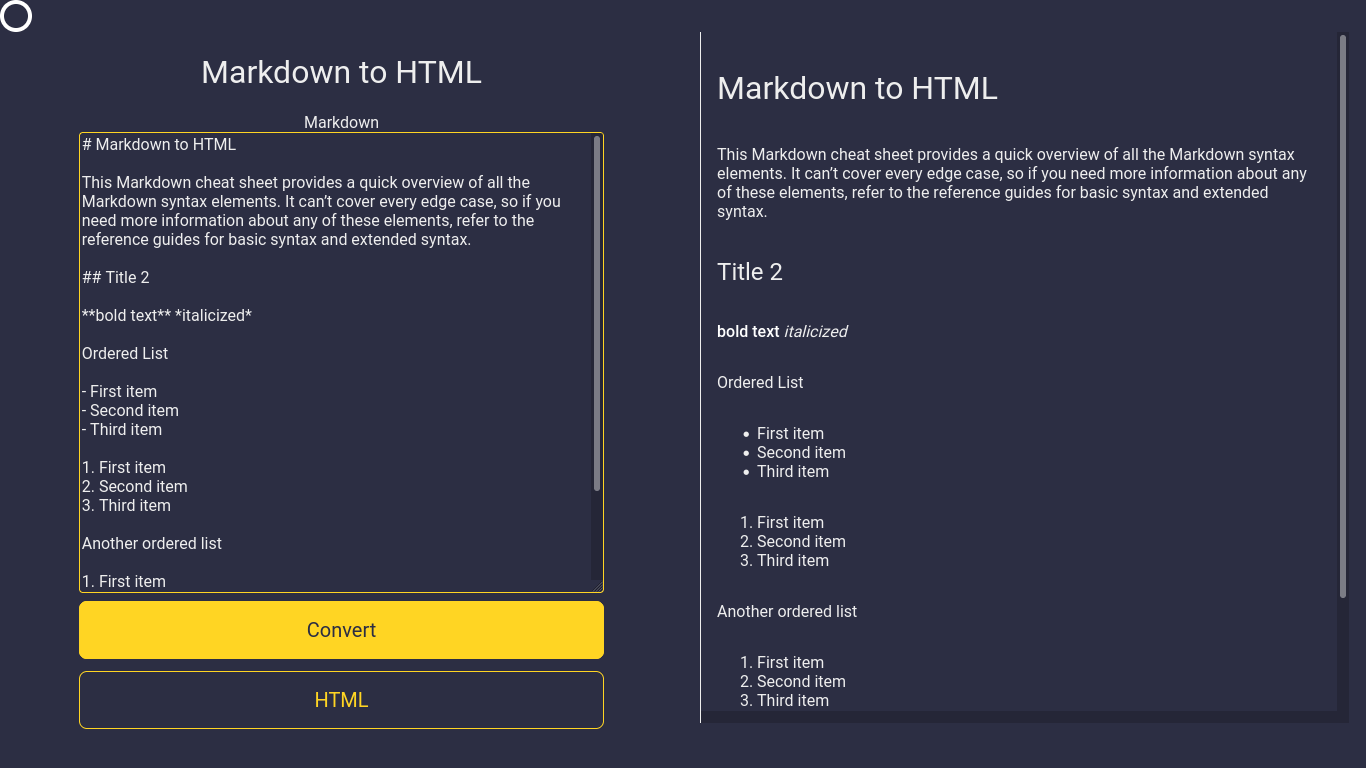 Markdown to HTML
Markdown
# Markdown to HTML
This Markdown cheat sheet provides a quick overview of all the
Markdown syntax elements. It can’t cover every edge case, so if you
need more information about any of these elements, refer to the
reference guides for basic syntax and extended syntax.
## Title 2
**bold text** *italicized*
Ordered List
- First item
- Second item
- Third item
1. First item
2. Second item
3. Third item
Another ordered list
1. First item
Convert
HTML
Markdown to HTML
This Markdown cheat sheet provides a quick overview of all the Markdown syntax
elements. It can’t cover every edge case, so if you need more information about any
of these elements, refer to the reference guides for basic syntax and extended
syntax.
Title 2
bold text italicized
Ordered List
• First item
• Second item
• Third item
1. First item
2. Second item
3. Third item
Another ordered list
1. First item
2. Second item
3. Third item